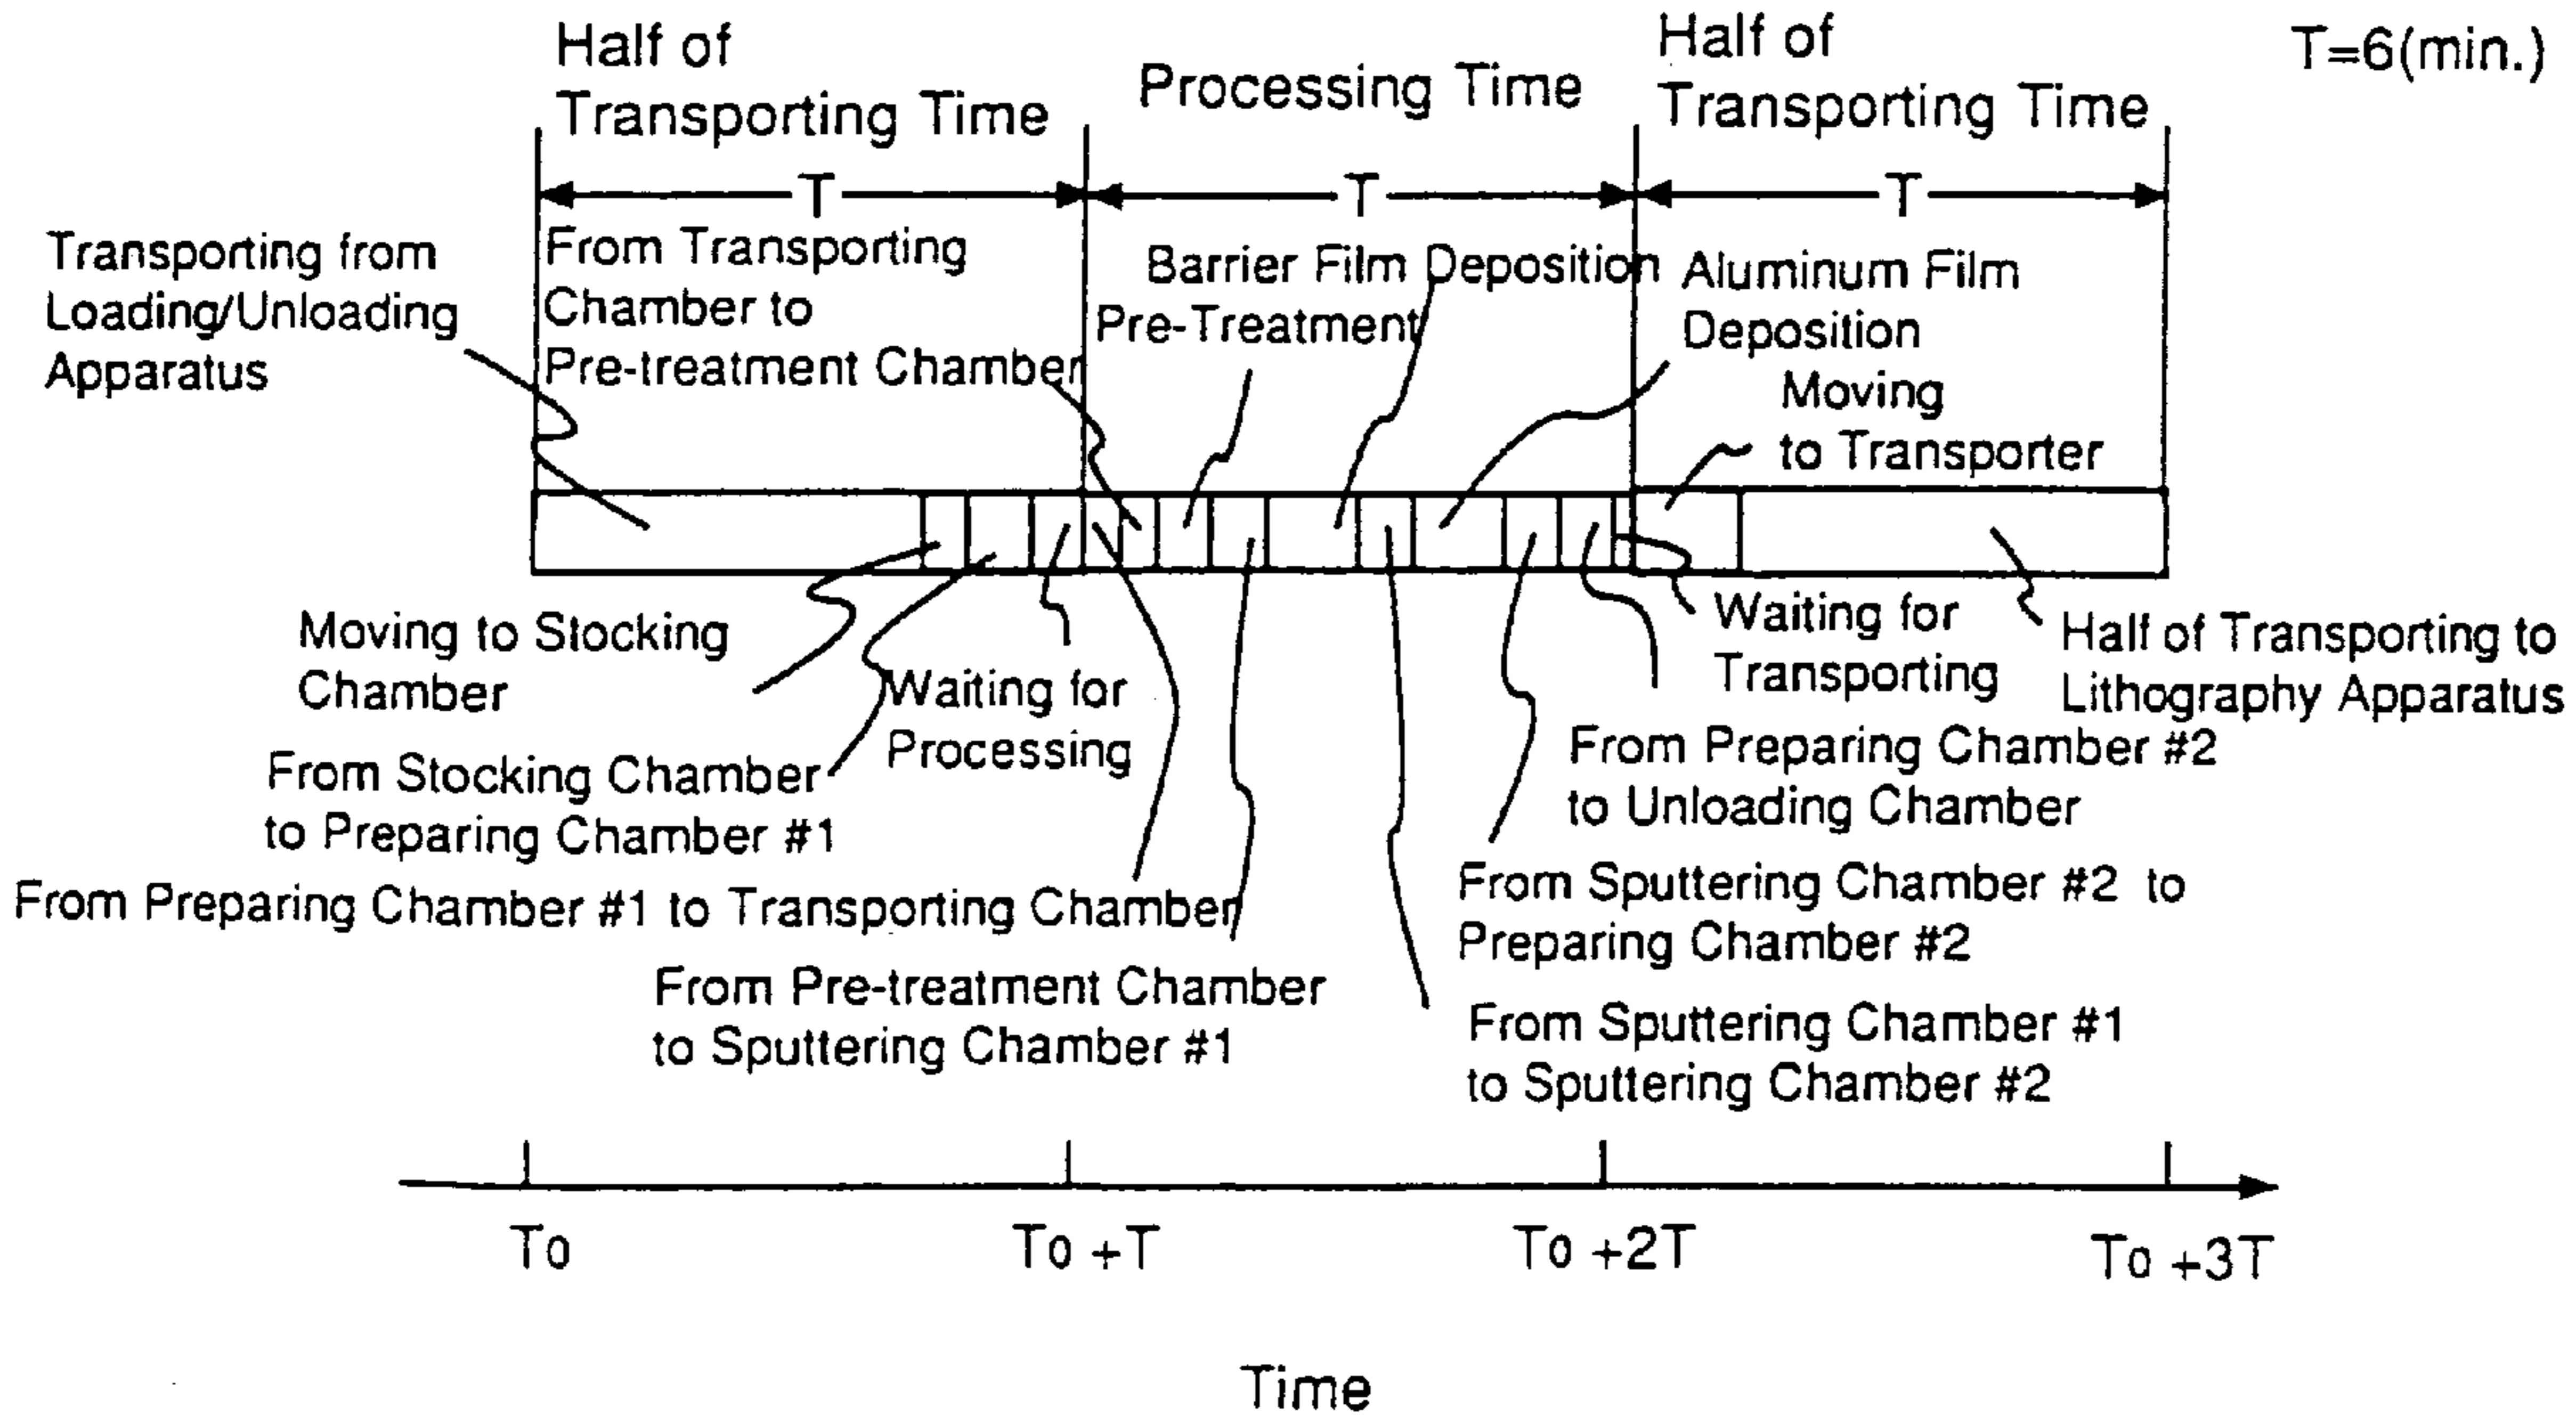 Half of
Transporting Time
Processing Time
Half of
Transporting Time
T=6(min.)
T
T
T
Transporting from
Loading/Unloading
Apparatus
From Transporting
Chamber to
Pre-treatment Chamber
Barrier Film Deposition
Pre-Treatment
Aluminum Film
Deposition
Moving
to Transporter
Moving to Stocking
Chamber
Waiting for
Processing
From Stocking Chamber
to Preparing Chamber #1
From Preparing Chamber #1 to Transporting Chamber
From Pre-treatment Chamber
to Sputtering Chamber #1
Waiting for
Transporting
Half of Transporting to
Lithography Apparatus
From Preparing Chamber #2
to Unloading Chamber
From Sputtering Chamber #2 to
Preparing Chamber #2
From Sputtering Chamber #1
to Sputtering Chamber #2
To
To +T
To +2T
To +3T
Time